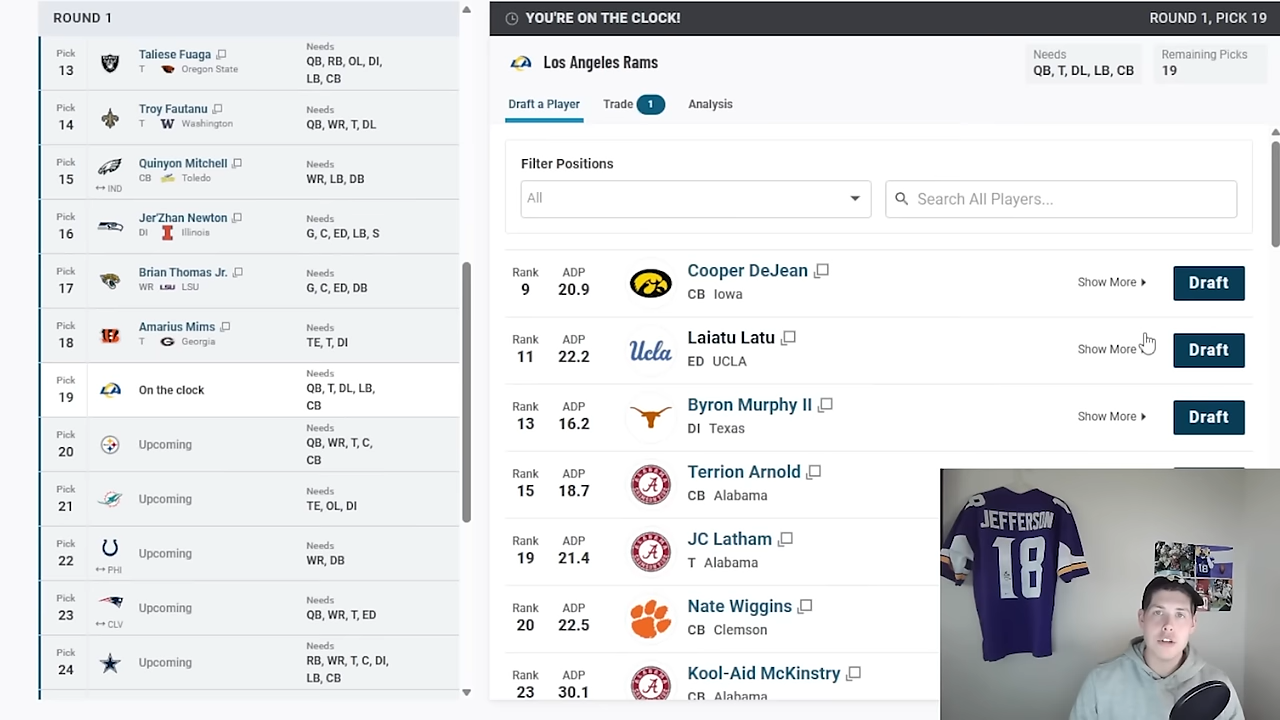 ROUND 1
Pick
13
Taliese Fuaga
T Oregon State
Needs
QB, RB, OL, DI,
LB, CB
Pick
14
Troy Fautanu
T W Washington
Needs
QB, WR, T, DL
Pick
15
↔ IND
Quinyon Mitchell
CB Toledo
Needs
WR, LB, DB
Pick
16
Jer'Zhan Newton
DI I Illinois
Needs
G, C, ED, LB, S
Pick
17
Brian Thomas Jr.
WR LSU LSU
Needs
G, C, ED, DB
Pick
18
Amarius Mims
T G Georgia
Needs
TE, T, DI
Pick
19
On the clock
Needs
QB, T, DL, LB,
CB
Pick
20
Upcoming
Needs
QB, WR, T, C,
CB
Pick
21
Upcoming
Needs
TE, OL, DI
Pick
22
↔ PHI
Upcoming
Needs
WR, DB
Pick
23
↔ CLV
Upcoming
Needs
QB, WR, T, ED
Pick
24
Upcoming
Needs
RB, WR, T, C, DI,
LB, CB
YOU'RE ON THE CLOCK!
ROUND 1, PICK 19
Los Angeles Rams
Needs
QB, T, DL, LB, CB
Remaining Picks
19
Draft a Player
Trade 1
Analysis
Filter Positions
All
Search All Players...
Rank
9
ADP
20.9
Cooper DeJean
CB Iowa
Show More
Draft
Rank
11
ADP
22.2
Ucla
Laiatu Latu
ED UCLA
Show More
Draft
Rank
13
ADP
16.2
Byron Murphy II
DI Texas
Show More
Draft
Rank
15
ADP
18.7
Terrion Arnold
CB Alabama
Rank
19
ADP
21.4
JC Latham
T Alabama
Rank
20
ADP
22.5
Nate Wiggins
CB Clemson
Rank
23
ADP
30.1
Kool-Aid McKinstry
CB Alabama
JEFFERSON
18